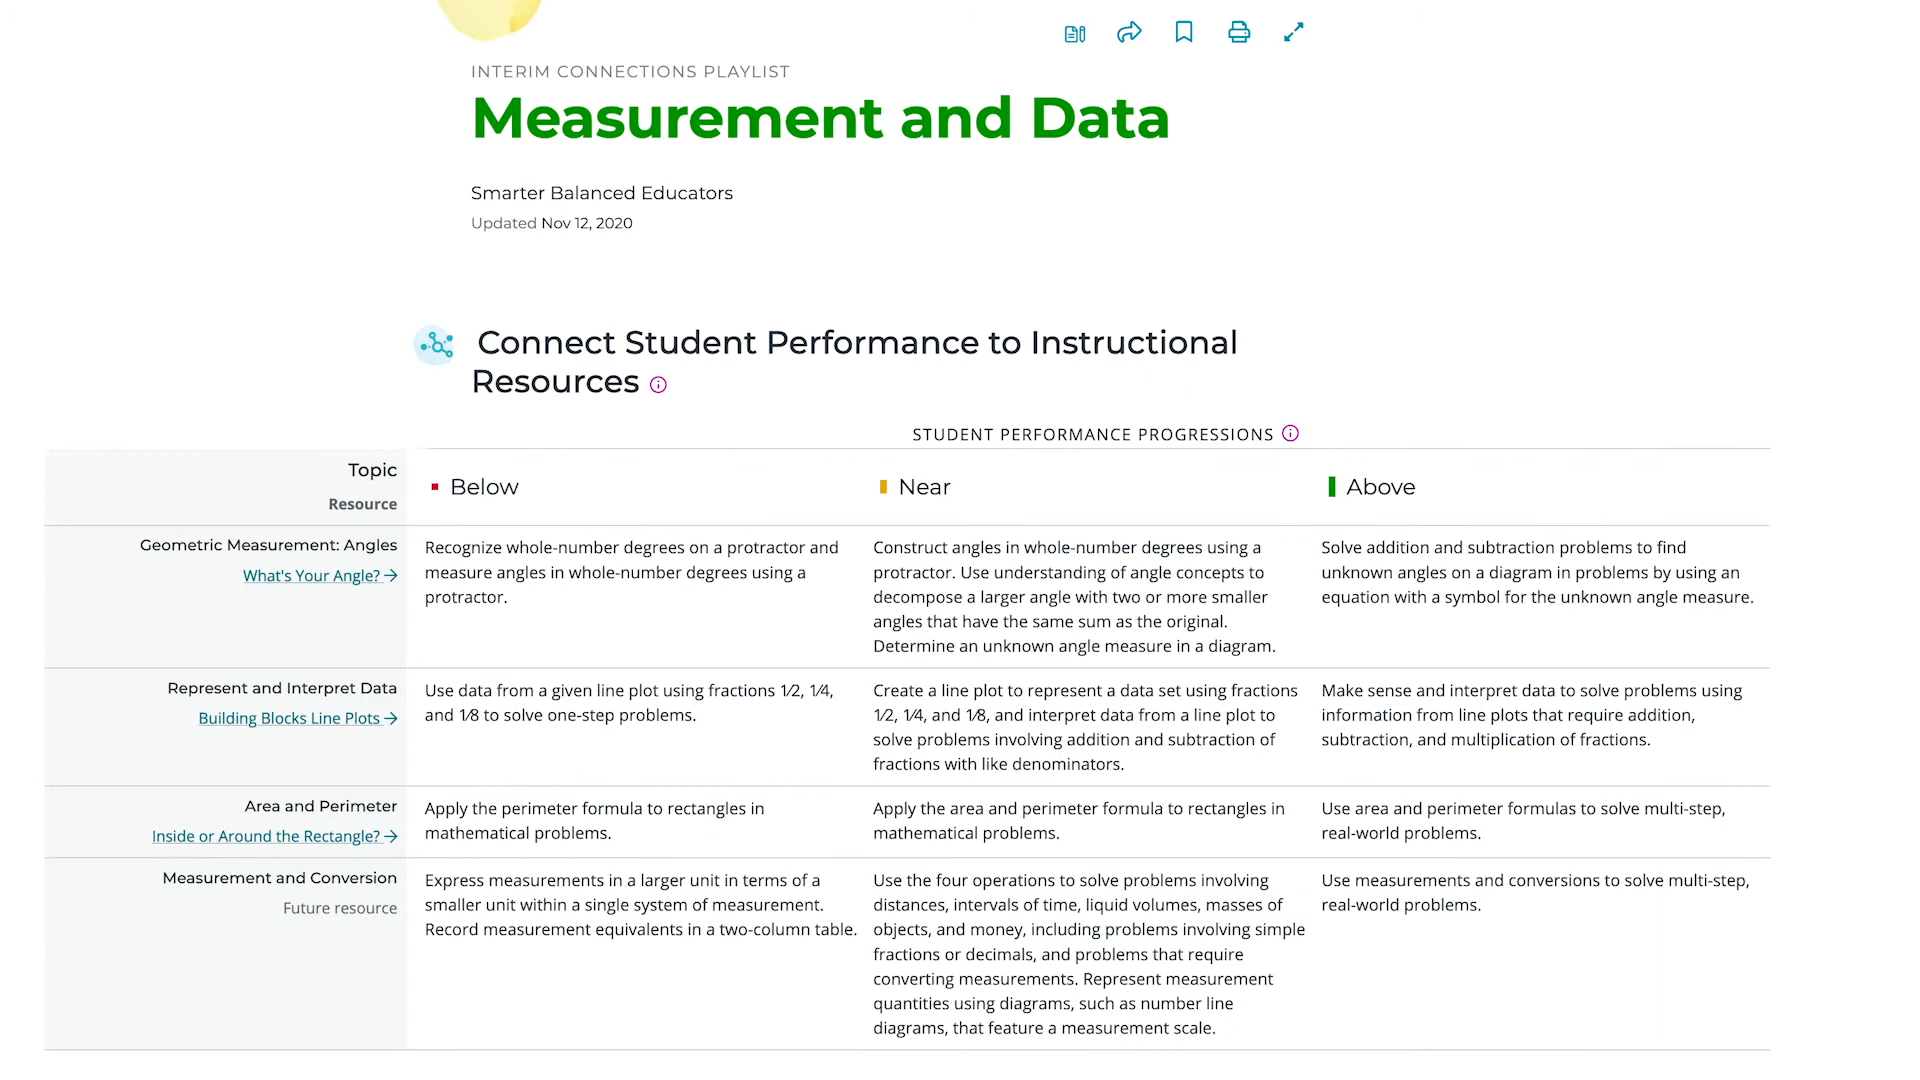 INTERIM CONNECTIONS PLAYLIST
Measurement and Data
Smarter Balanced Educators
Updated Nov 12, 2020
Connect Student Performance to Instructional
Resources
STUDENT PERFORMANCE PROGRESSIONS
Topic
Resource
Below
Near
Above
Geometric Measurement: Angles
What's Your Angle? →
Recognize whole-number degrees on a protractor and
measure angles in whole-number degrees using a
protractor.
Construct angles in whole-number degrees using a
protractor. Use understanding of angle concepts to
decompose a larger angle with two or more smaller
angles that have the same sum as the original.
Determine an unknown angle measure in a diagram.
Solve addition and subtraction problems to find
unknown angles on a diagram in problems by using an
equation with a symbol for the unknown angle measure.
Represent and Interpret Data
Building Blocks Line Plots →
Use data from a given line plot using fractions 1⁄2, 1⁄4,
and 1⁄8 to solve one-step problems.
Create a line plot to represent a data set using fractions
1⁄2, 1⁄4, and 1⁄8, and interpret data from a line plot to
solve problems involving addition and subtraction of
fractions with like denominators.
Make sense and interpret data to solve problems using
information from line plots that require addition,
subtraction, and multiplication of fractions.
Area and Perimeter
Inside or Around the Rectangle? →
Apply the perimeter formula to rectangles in
mathematical problems.
Apply the area and perimeter formula to rectangles in
mathematical problems.
Use area and perimeter formulas to solve multi-step,
real-world problems.
Measurement and Conversion
Future resource
Express measurements in a larger unit in terms of a
smaller unit within a single system of measurement.
Record measurement equivalents in a two-column table.
Use the four operations to solve problems involving
distances, intervals of time, liquid volumes, masses of
objects, and money, including problems involving simple
fractions or decimals, and problems that require
converting measurements. Represent measurement
quantities using diagrams, such as number line
diagrams, that feature a measurement scale.
Use measurements and conversions to solve multi-step,
real-world problems.